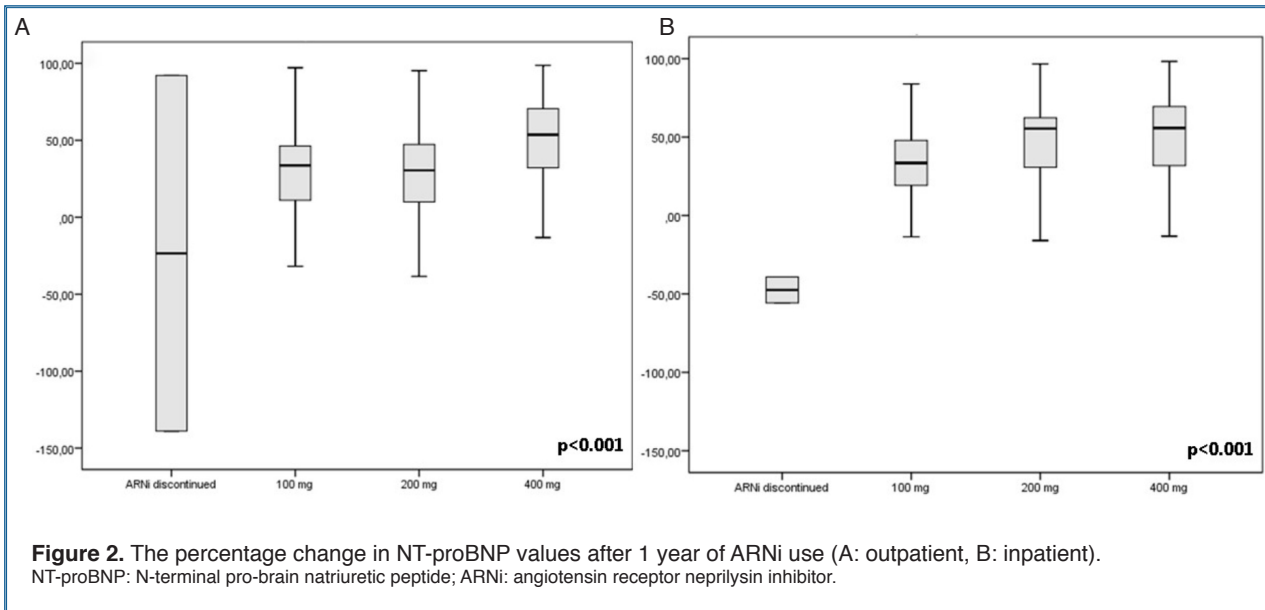 A
100,00
50,00
,00
-50,00
-100,00
-150,00
p<0.001
ARNi discontinued 100 mg 200 mg 400 mg
B
100,00
50,00
,00
-50,00
-100,00
-150,00
p<0.001
ARNi discontinued 100 mg 200 mg 400 mg
Figure 2. The percentage change in NT-proBNP values after 1 year of ARNi use (A: outpatient, B: inpatient).
NT-proBNP: N-terminal pro-brain natriuretic peptide; ARNi: angiotensin receptor neprilysin inhibitor.